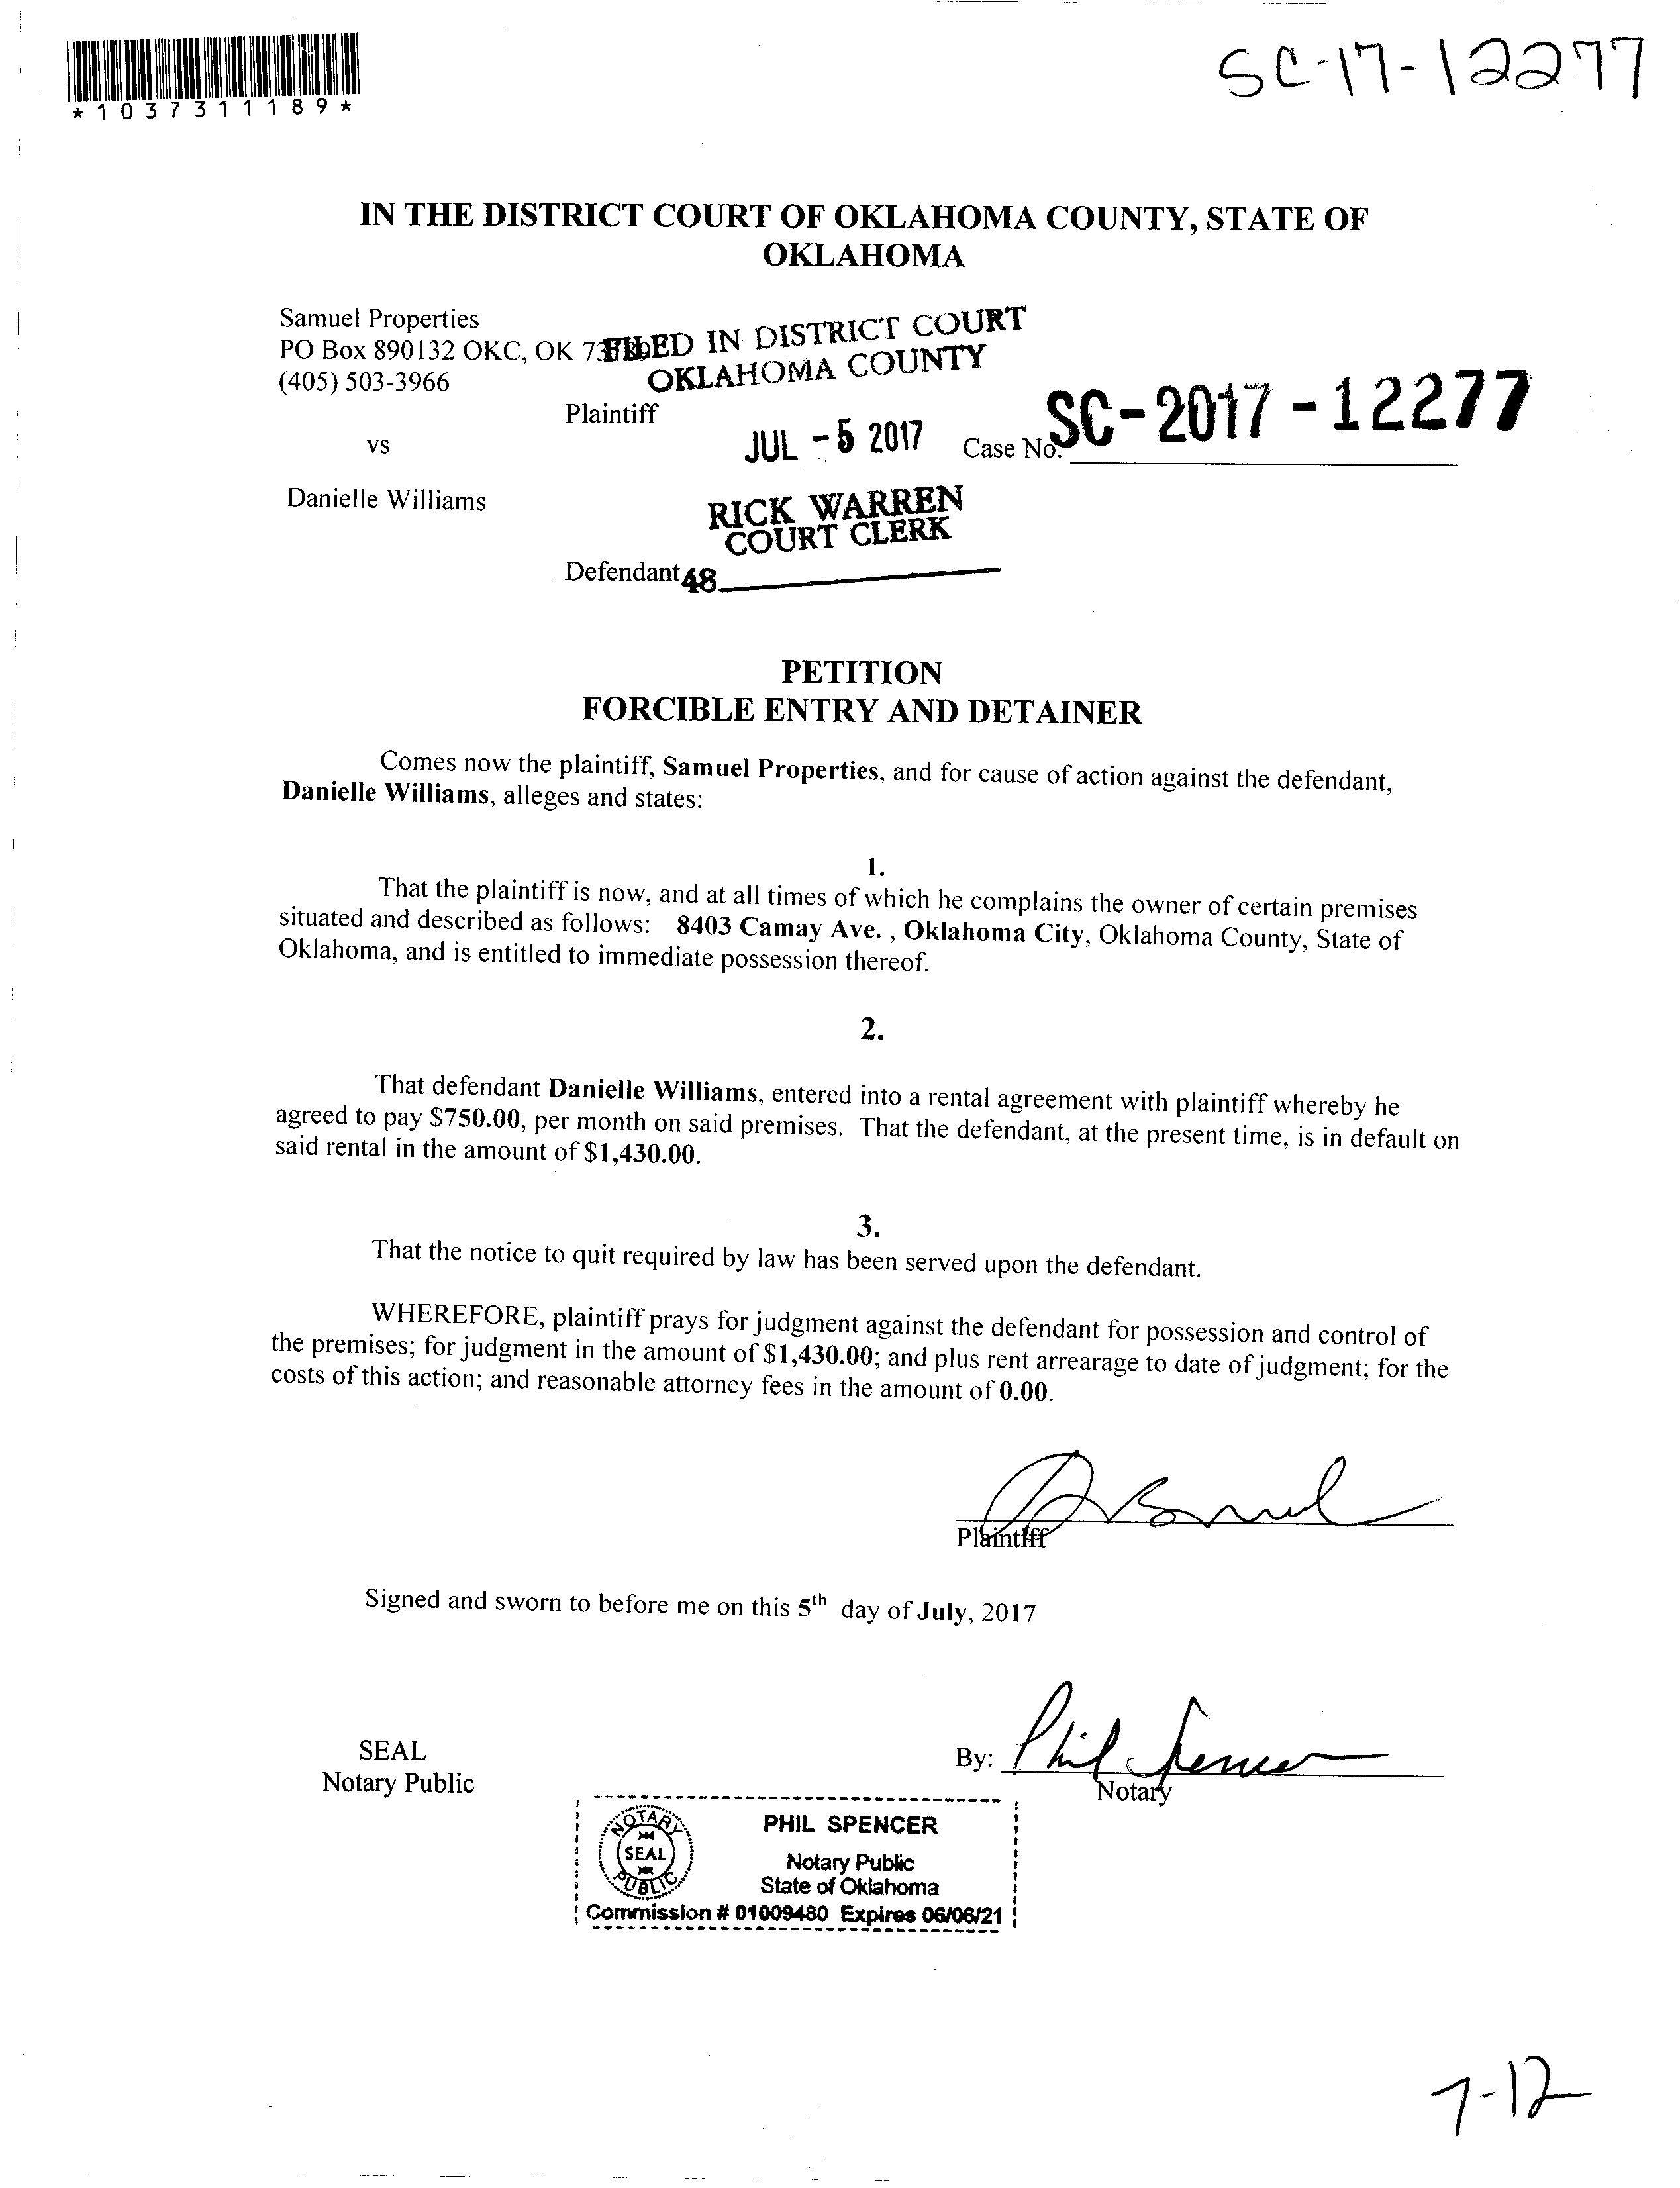 SC-17-12277
*1037311189*
IN THE DISTRICT COURT OF OKLAHOMA COUNTY, STATE OF
OKLAHOMA
Samuel Properties
PO Box 890132 OKC, OK
(405) 503-3966
FILED IN DISTRICT COURT
OKLAHOMA COUNTY
Plaintiff
JUL -5 2017
Case No. SC-2017-12277
vs
Danielle Williams
RICK WARREN
COURT CLERK
Defendant
48
PETITION
FORCIBLE ENTRY AND DETAINER
Comes now the plaintiff, Samuel Properties, and for cause of action against the defendant,
Danielle Williams, alleges and states:
1.
That the plaintiff is now, and at all times of which he complains the owner of certain premises
situated and described as follows: 8403 Camay Ave. , Oklahoma City, Oklahoma County, State of
Oklahoma, and is entitled to immediate possession thereof.
2.
That defendant Danielle Williams, entered into a rental agreement with plaintiff whereby he
agreed to pay $750.00, per month on said premises. That the defendant, at the present time, is in default on
said rental in the amount of $1,430.00.
3.
That the notice to quit required by law has been served upon the defendant.
WHEREFORE, plaintiff prays for judgment against the defendant for possession and control of
the premises; for judgment in the amount of $1,430.00; and plus rent arrearage to date of judgment; for the
costs of this action; and reasonable attorney fees in the amount of 0.00.
Plaintiff
Signed and sworn to before me on this 5th day of July, 2017
SEAL
Notary Public
By: Phil Spencer
Notary
NOTARY
SEAL
PUBLIC
PHIL SPENCER
Notary Public
State of Oklahoma
Commission # 01009480 Expires 06/06/21
7-12